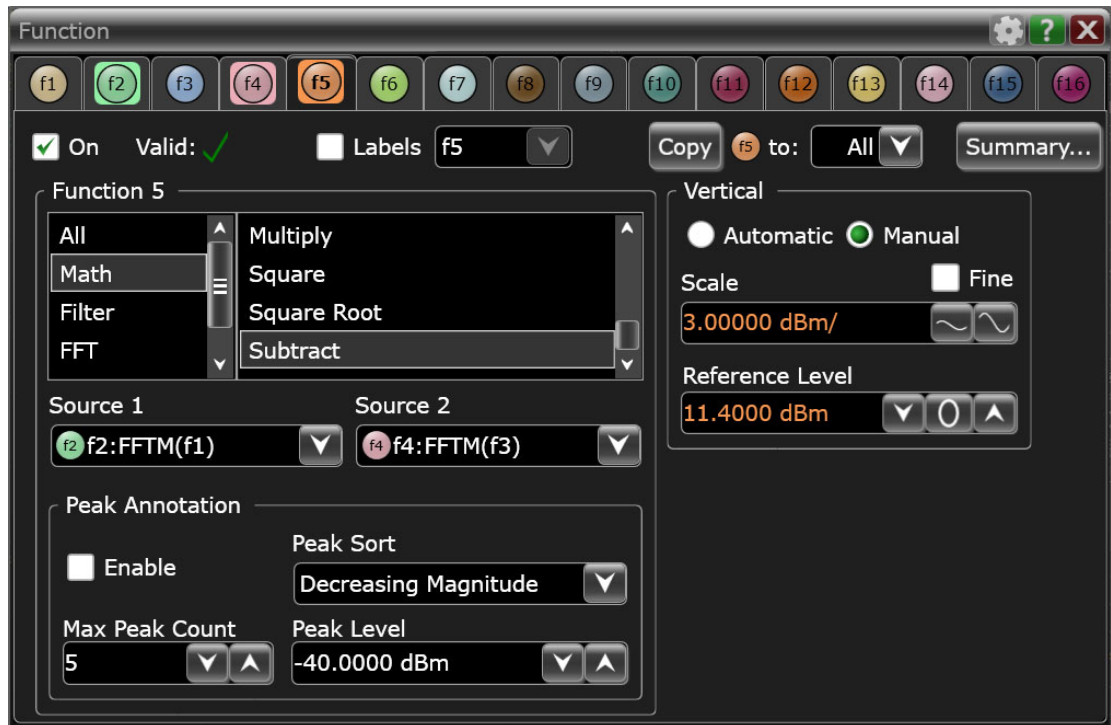 Function
?
X
f1 f2 f3 f4 f5 f6 f7 f8 f9 f10 f11 f12 f13 f14 f15 f16
On Valid: Labels f5 Copy f5 to: All Summary...
Function 5
All
Math
Filter
FFT
Multiply
Square
Square Root
Subtract
Source 1
f2 f2:FFTM(f1)
Source 2
f4 f4:FFTM(f3)
Peak Annotation
Enable
Peak Sort
Decreasing Magnitude
Max Peak Count
5
Peak Level
-40.0000 dBm
Vertical
Automatic Manual
Scale
Fine
3.00000 dBm/
Reference Level
11.4000 dBm
0